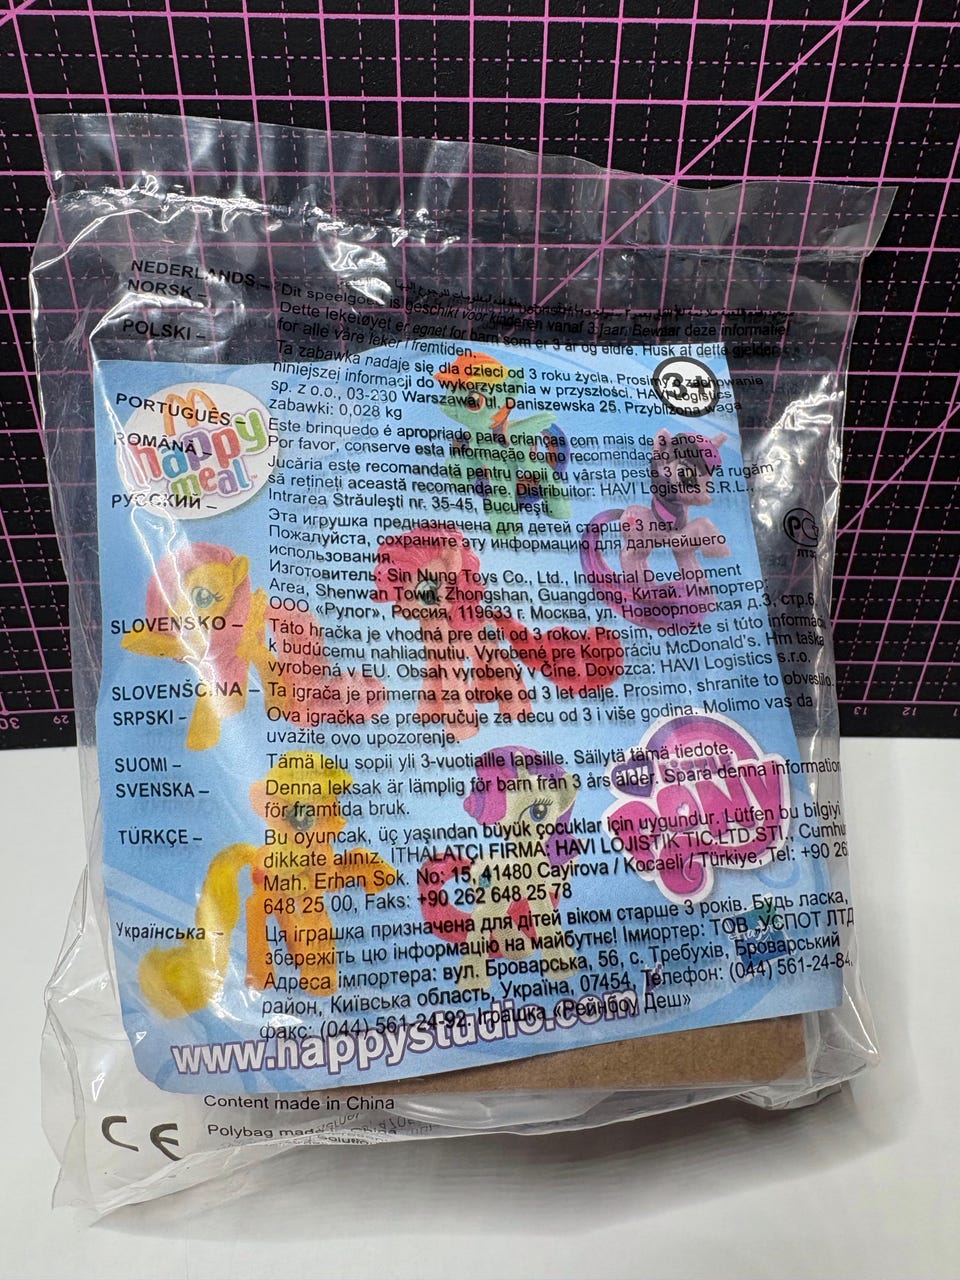 NEDERLANDS – Dit speelgoed is geschikt voor kinderen vanaf 3 jaar. Bewaar deze informatie!
NORSK – Dette leketøyet er egnet for barn som er 3 år og eldre. Husk at dette gjelder
for alle våre leker i fremtiden.
POLSKI – Ta zabawka nadaje się dla dzieci od 3 roku życia. Prosimy o zachowanie
niniejszej informacji do wykorzystania w przyszłości. HAVI Logistics
sp. z o.o., 03-230 Warszawa, ul. Daniszewska 25. Przybliżona waga
zabawki: 0,028 kg
PORTUGUÊS – Este brinquedo é apropriado para crianças com mais de 3 anos.
Por favor, conserve esta informação como recomendação futura.
ROMÂNĂ – Jucăria este recomandată pentru copii cu vârsta peste 3 ani. Vă rugăm
să rețineți această recomandare. Distribuitor: HAVI Logistics S.R.L.,
Intrarea Străulești nr. 35-45, București.
РУССКИЙ – Эта игрушка предназначена для детей старше 3 лет.
Пожалуйста, сохраните эту информацию для дальнейшего
использования.
Изготовитель: Sin Nung Toys Co., Ltd., Industrial Development
Area, Shenwan Town, Zhongshan, Guangdong, Китай. Импортер:
ООО «Рулог», Россия, 119633 г. Москва, ул. Новоорловская д.3, стр.6.
SLOVENSKO – Táto hračka je vhodná pre deti od 3 rokov. Prosím, odložte si túto informáci
k budúcemu nahliadnutiu. Vyrobené pre Korporáciu McDonald's. Hm taška
vyrobená v EU. Obsah vyrobený v Číne. Dovozca: HAVI Logistics s.r.o.
SLOVENŠČINA – Ta igrača je primerna za otroke od 3 let dalje. Prosimo, shranite to obvestilo.
SRPSKI – Ova igračka se preporučuje za decu od 3 i više godina. Molimo vas da
uvažite ovo upozorenje.
SUOMI – Tämä lelu sopii yli 3-vuotiaille lapsille. Säilytä tämä tiedote.
SVENSKA – Denna leksak är lämplig för barn från 3 års ålder. Spara denna information
för framtida bruk.
TÜRKÇE – Bu oyuncak, üç yaşından büyük çocuklar için uygundur. Lütfen bu bilgiyi
dikkate alınız. İTHALATÇI FİRMA: HAVI LOJİSTİK TİC.LTD.ŞTİ., Cumhu
Mah. Erhan Sok. No: 15, 41480 Cayirova / Kocaeli / Türkiye, Tel: +90 26
648 25 00, Faks: +90 262 648 25 78
Українська – Ця іграшка призначена для дітей віком старше 3 років. Будь ласка,
збережіть цю інформацію на майбутнє! Імпортер: ТОВ «УСПОТ ЛТД
Адреса імпортера: вул. Броварська, 56, с. Требухів, Броварський
район, Київська область, Україна, 07454, Телефон: (044) 561-24-84,
факс: (044) 561-24-92. Іграшка «Рейнбоу Деш»
happy
meal
3+
MY LITTLE
PONY
Hasbro
www.happystudio.com
Content made in China
Polybag made
CE
30
29
13
12
11